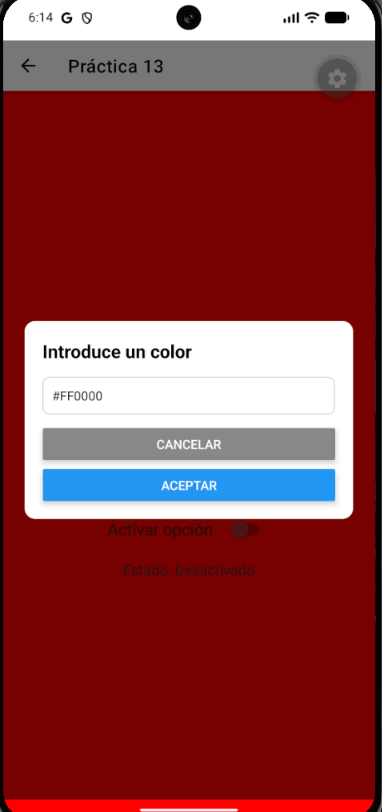 6:14 G
Práctica 13
Introduce un color
#FF0000
CANCELAR
ACEPTAR
Activar opción
Estado: Desactivado